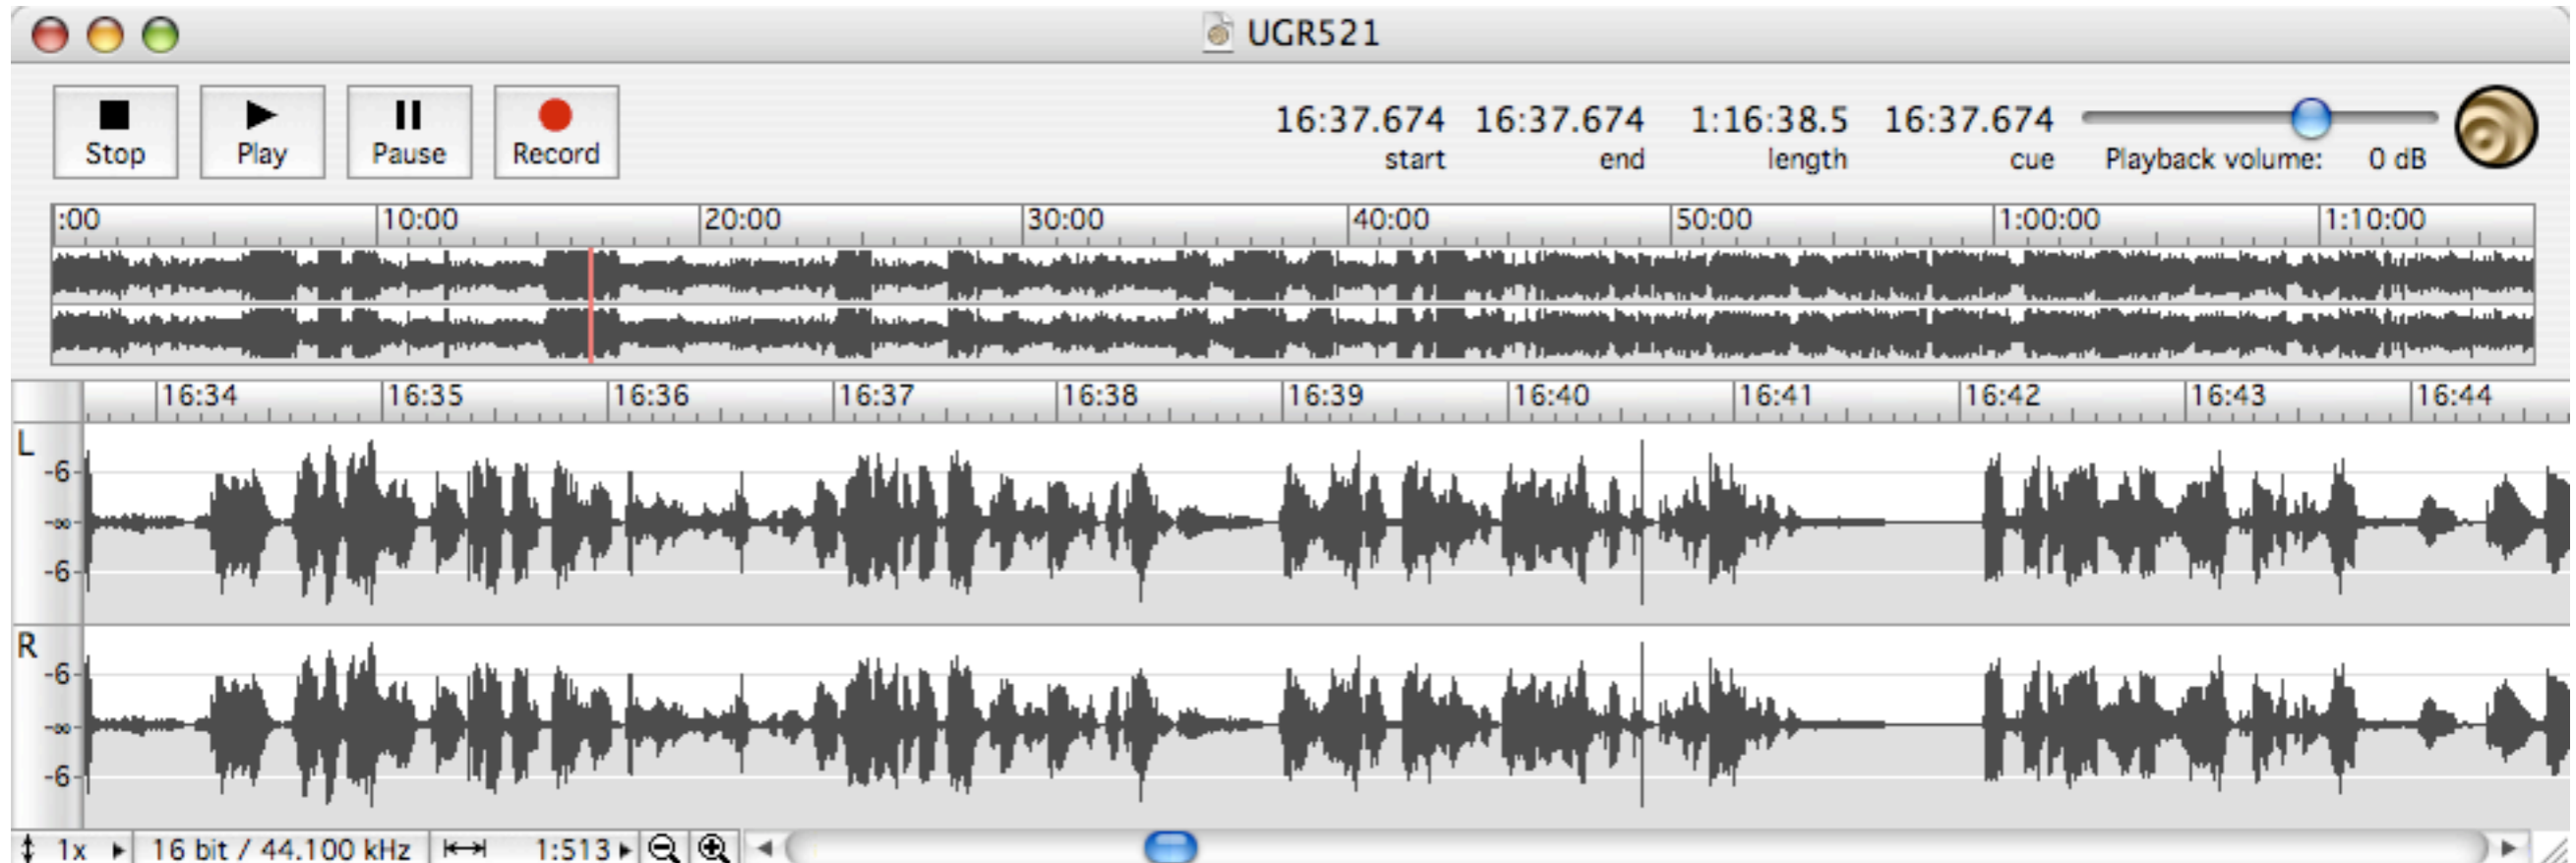 UGR521
Stop Play Pause Record
16:37.674 16:37.674 1:16:38.5 16:37.674
start end length cue Playback volume: 0 dB
:00 10:00 20:00 30:00 40:00 50:00 1:00:00 1:10:00
16:34 16:35 16:36 16:37 16:38 16:39 16:40 16:41 16:42 16:43 16:44
L
-6
-∞
-6
R
-6
-∞
-6
1x 16 bit / 44.100 kHz 1:513